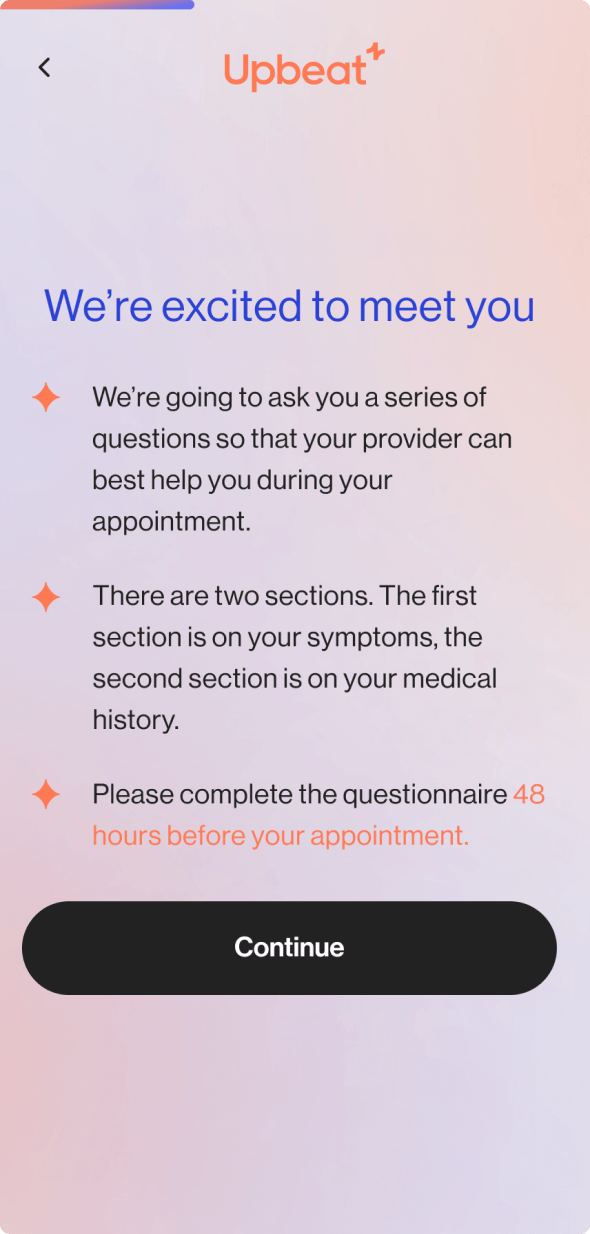 Upbeat
We’re excited to meet you
We’re going to ask you a series of
questions so that your provider can
best help you during your
appointment.
There are two sections. The first
section is on your symptoms, the
second section is on your medical
history.
Please complete the questionnaire 48
hours before your appointment.
Continue